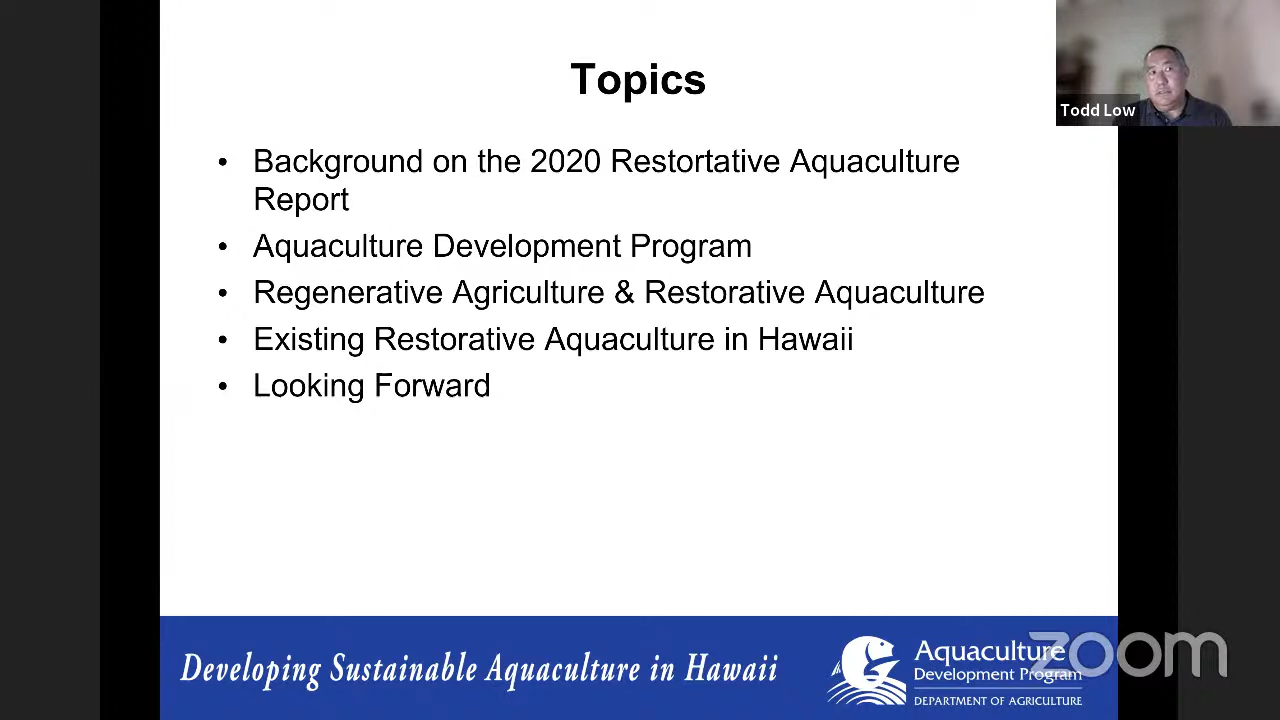 Topics
Todd Low
• Background on the 2020 Restortative Aquaculture
Report
• Aquaculture Development Program
• Regenerative Agriculture & Restorative Aquaculture
• Existing Restorative Aquaculture in Hawaii
• Looking Forward
Developing Sustainable Aquaculture in Hawaii
Aquaculture
Development Program
DEPARTMENT OF AGRICULTURE
zoom